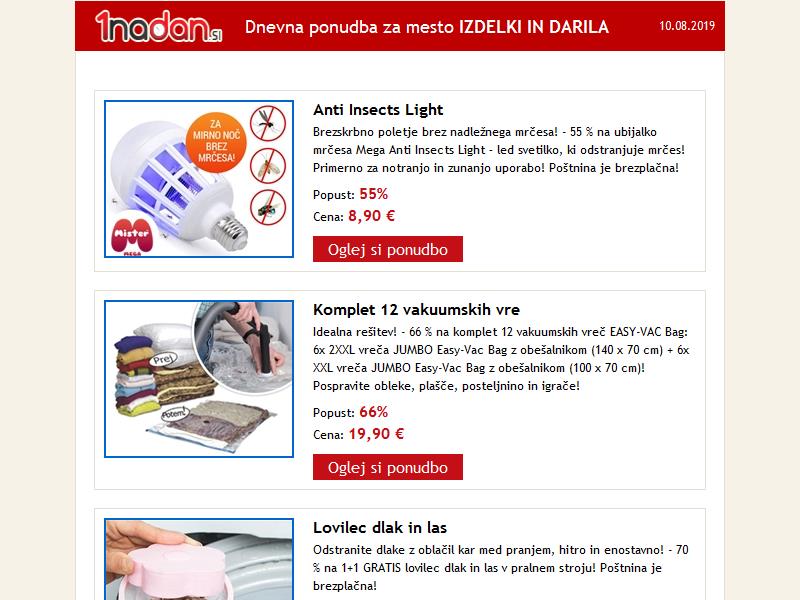 1nadan.si
Dnevna ponudba za mesto IZDELKI IN DARILA
10.08.2019
ZA
MIRNO NOČ
BREZ
MRČESA!
Mister
MEGA
Anti Insects Light
Brezskrbno poletje brez nadležnega mrčesa! - 55 % na ubijalko
mrčesa Mega Anti Insects Light - led svetilko, ki odstranjuje mrčes!
Primerno za notranjo in zunanjo uporabo! Poštnina je brezplačna!
Popust: 55%
Cena: 8,90 €
Oglej si ponudbo
Prej
Potem!
Komplet 12 vakuumskih vre
Idealna rešitev! - 66 % na komplet 12 vakuumskih vreč EASY-VAC Bag:
6x 2XXL vreča JUMBO Easy-Vac Bag z obešalnikom (140 x 70 cm) + 6x
XXL vreča JUMBO Easy-Vac Bag z obešalnikom (100 x 70 cm)!
Pospravite obleke, plašče, posteljnino in igrače!
Popust: 66%
Cena: 19,90 €
Oglej si ponudbo
Lovilec dlak in las
Odstranite dlake z oblačil kar med pranjem, hitro in enostavno! - 70
% na 1+1 GRATIS lovilec dlak in las v pralnem stroju! Poštnina je
brezplačna!